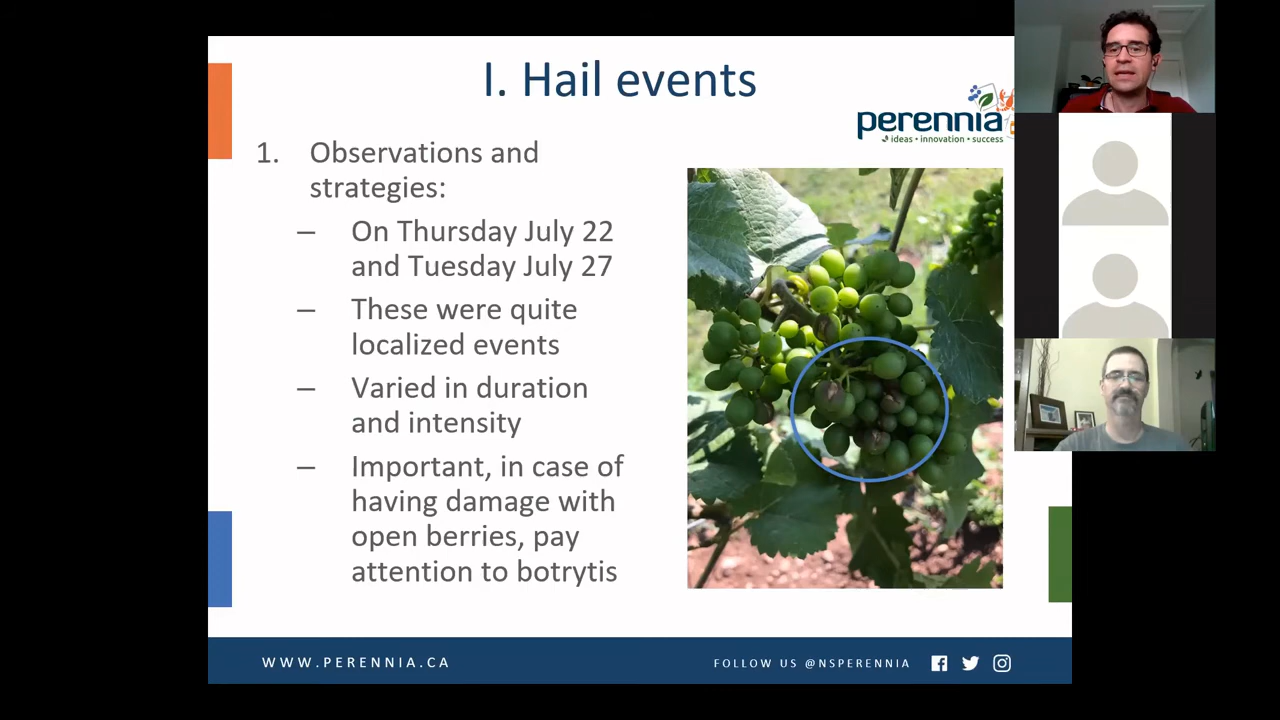 I. Hail events
perennia
ideas • innovation • success
1. Observations and
strategies:
– On Thursday July 22
and Tuesday July 27
– These were quite
localized events
– Varied in duration
and intensity
– Important, in case of
having damage with
open berries, pay
attention to botrytis
WWW.PERENNIA.CA
FOLLOW US @NSPERENNIA